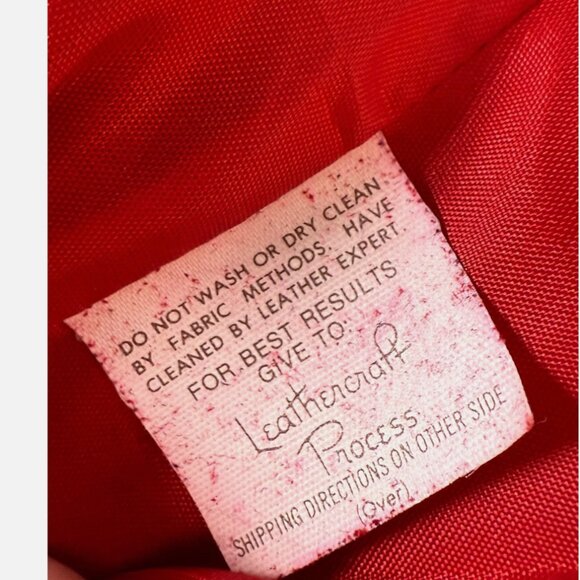 DO NOT WASH OR DRY CLEAN
BY FABRIC METHODS. HAVE
CLEANED BY LEATHER EXPERT.
FOR BEST RESULTS
GIVE TO:
Leathercraft
Process
SHIPPING DIRECTIONS ON OTHER SIDE
(Over)